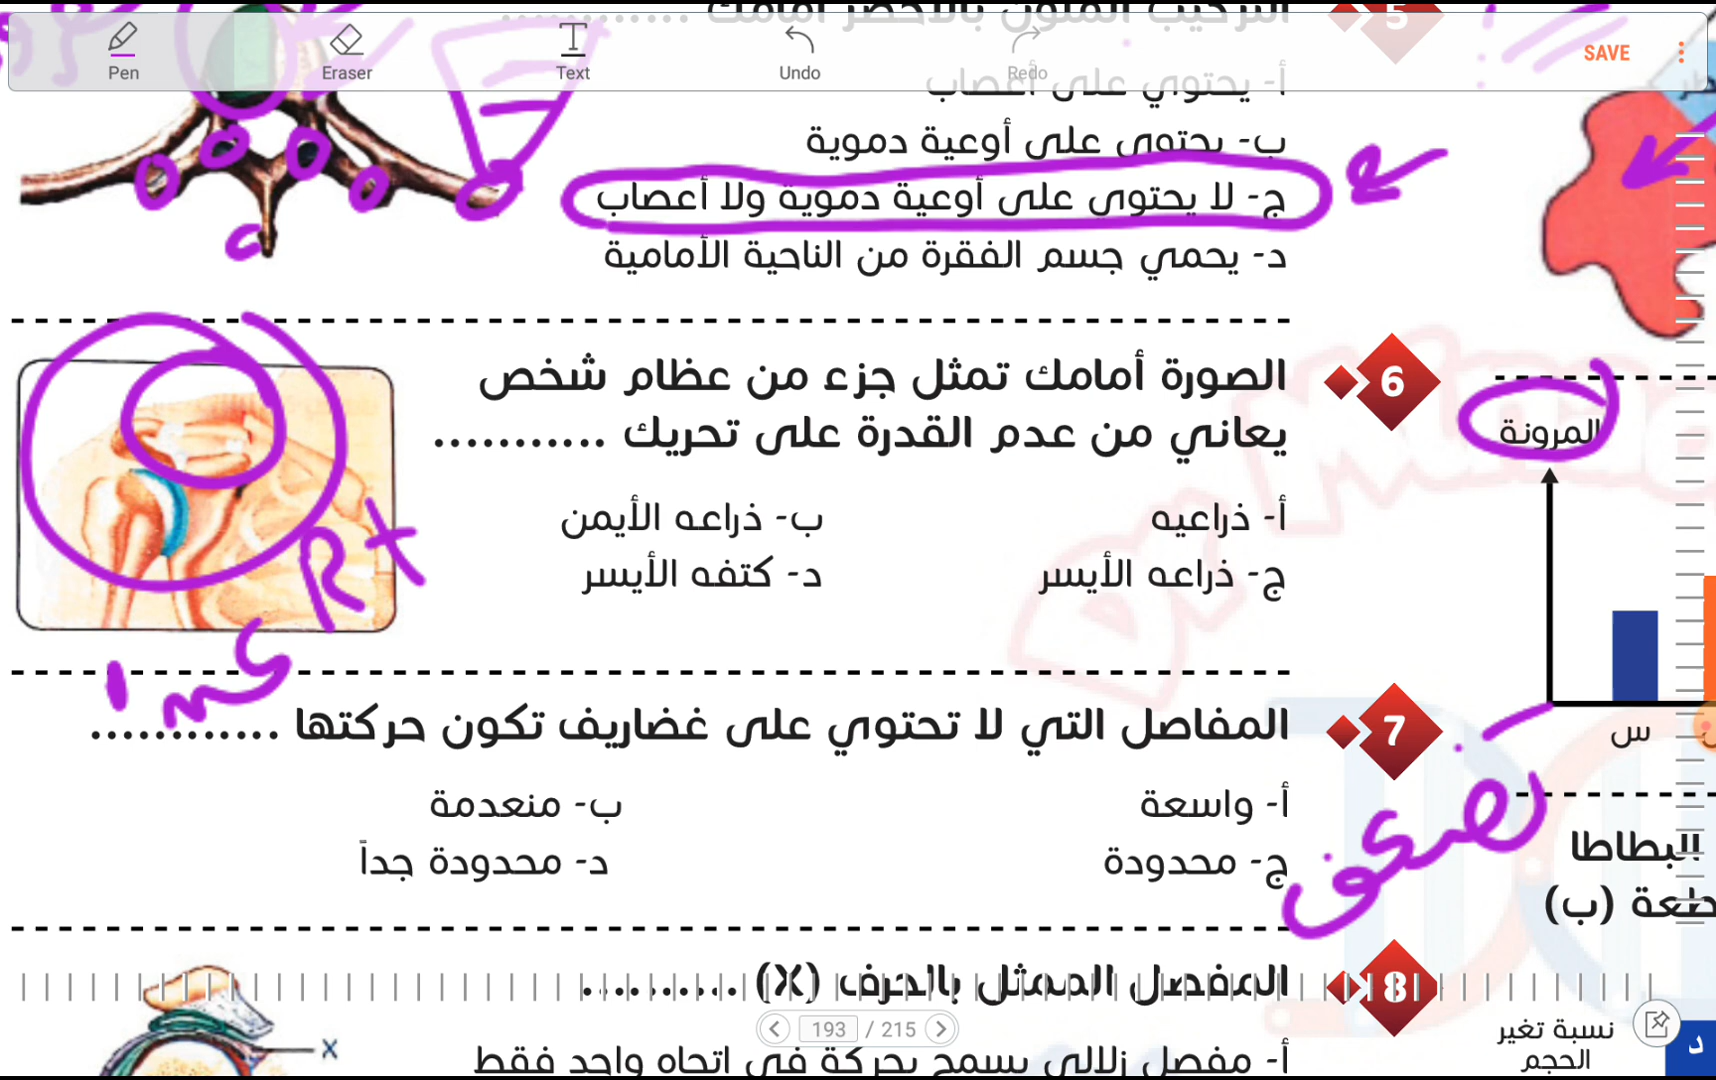 Pen
Eraser
Text
Undo
Redo
SAVE
5
أ- يحتوي على أعصاب
ب- يحتوي على أوعية دموية
ج- لا يحتوي على أوعية دموية ولا أعصاب
د- يحمي جسم الفقرة من الناحية الأمامية
6
الصورة أمامك تمثل جزء من عظام شخص
يعاني من عدم القدرة على تحريك ...........
أ- ذراعيه
ب- ذراعه الأيمن
ج- ذراعه الأيسر
د- كتفه الأيسر
Rt
7
المفاصل التي لا تحتوي على غضاريف تكون حركتها ............
أ- واسعة
ب- منعدمة
ج- محدودة
د- محدودة جداً
8
المفصل الممثل بالحرف (X) ..........
أ- مفصل زلالي يسمح بحركة في اتجاه واحد فقط
X
193 / 215
المرونة
س
البطاطا
(ب)
نسبة تغير
الحجم
د